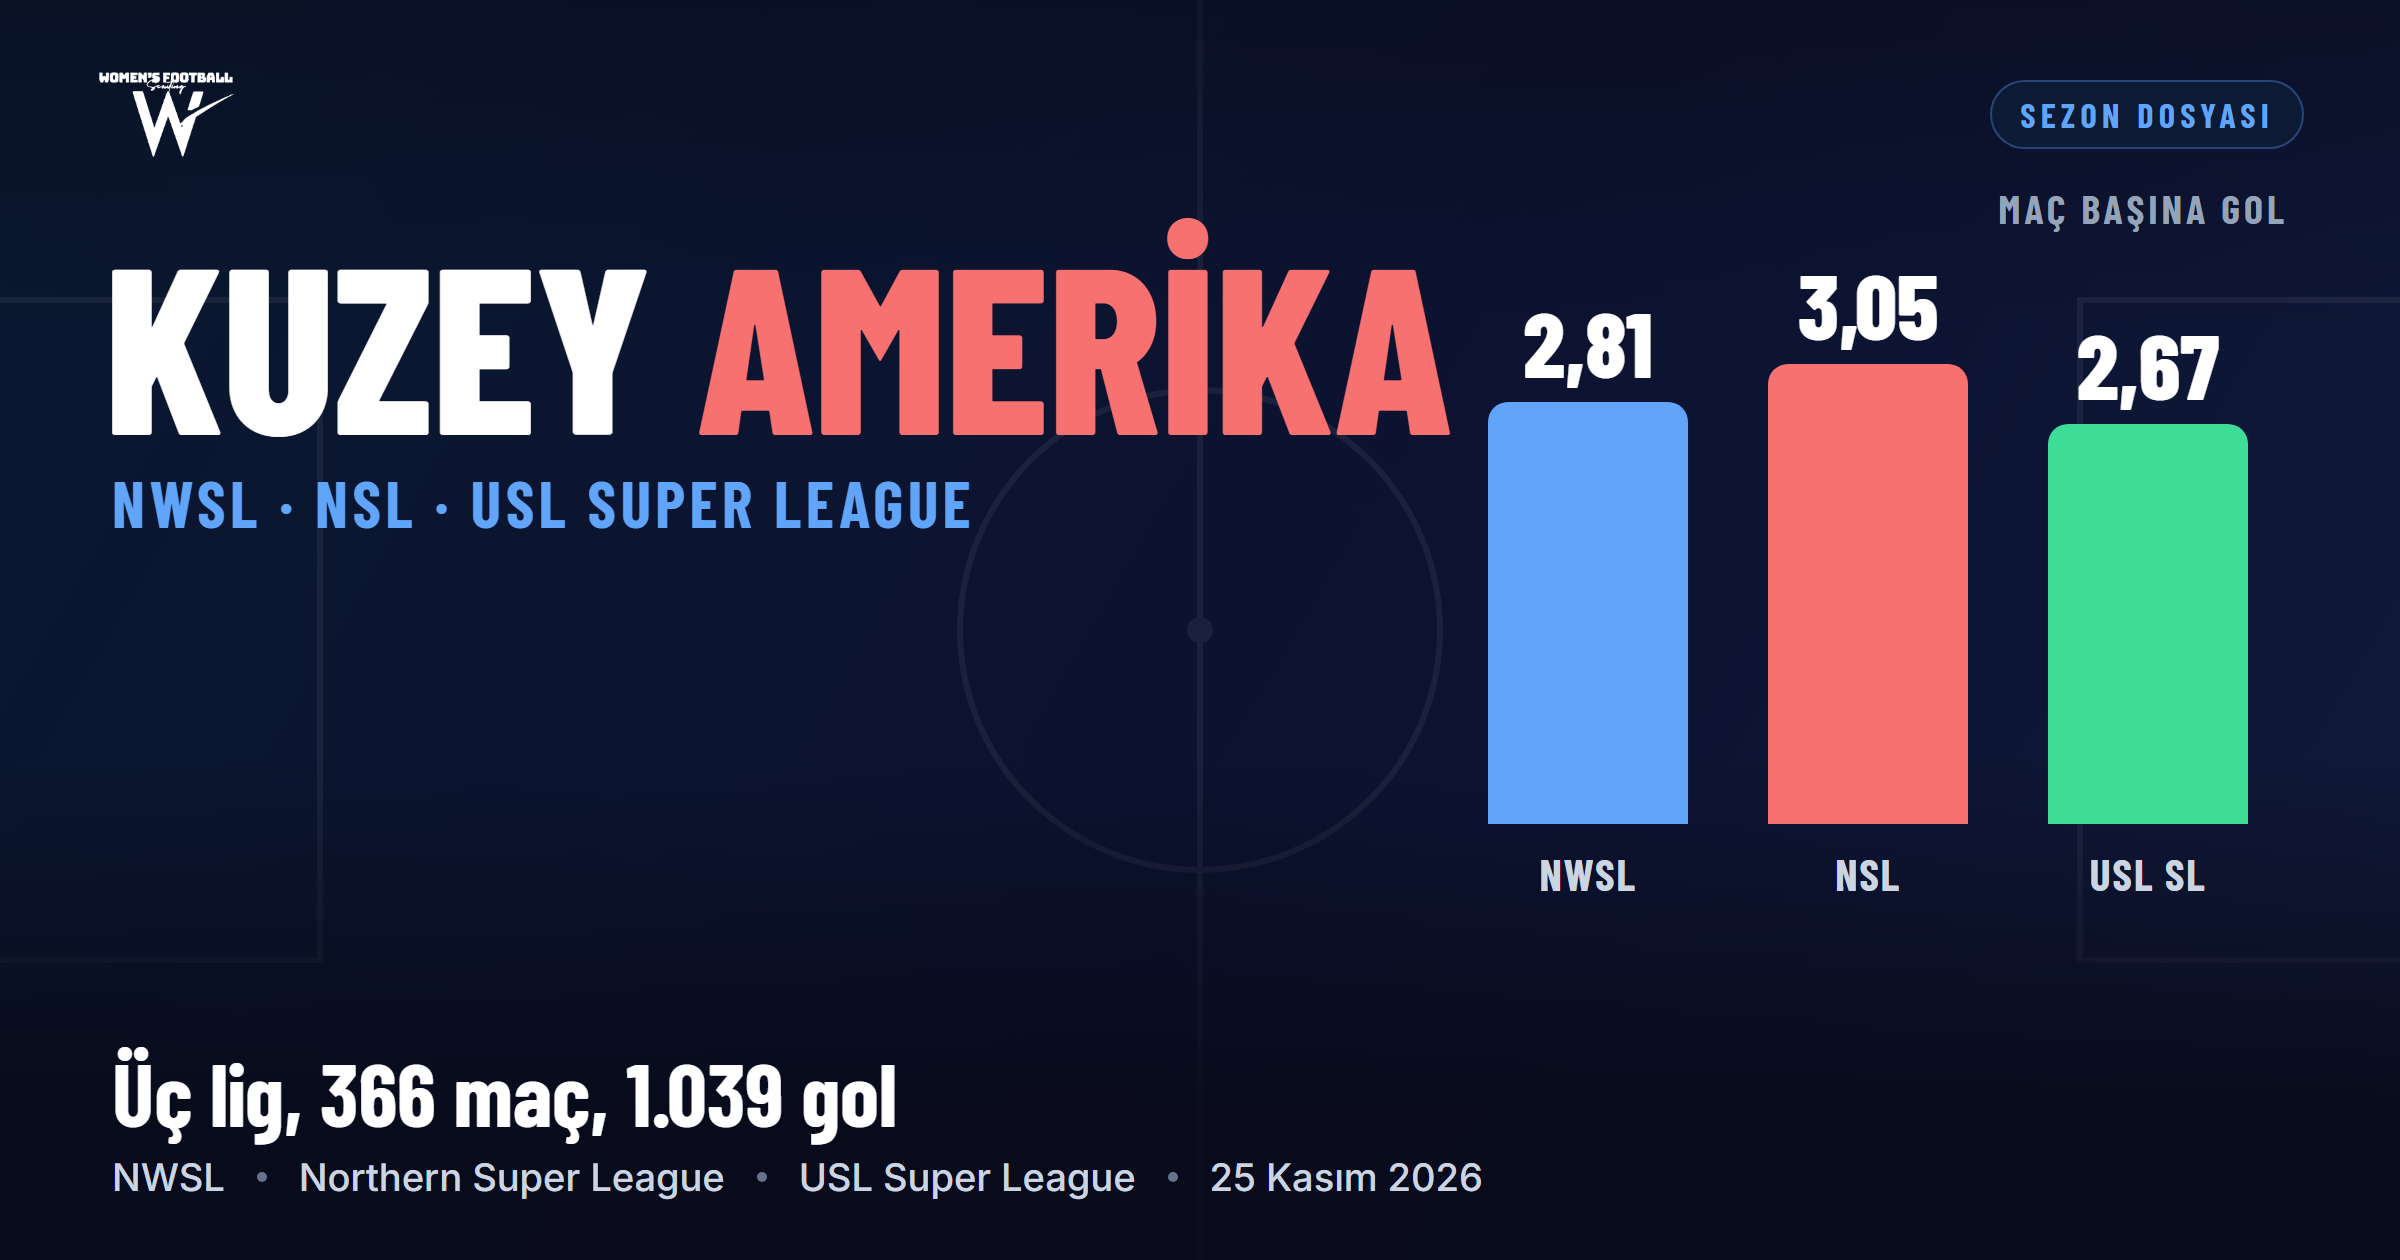 WOMEN'S FOOTBALL
W
SEZON DOSYASI
MAÇ BAŞINA GOL
KUZEY AMERİKA
NWSL · NSL · USL SUPER LEAGUE
2,81
3,05
2,67
NWSL
NSL
USL SL
Üç lig, 366 maç, 1.039 gol
NWSL • Northern Super League • USL Super League • 25 Kasım 2026